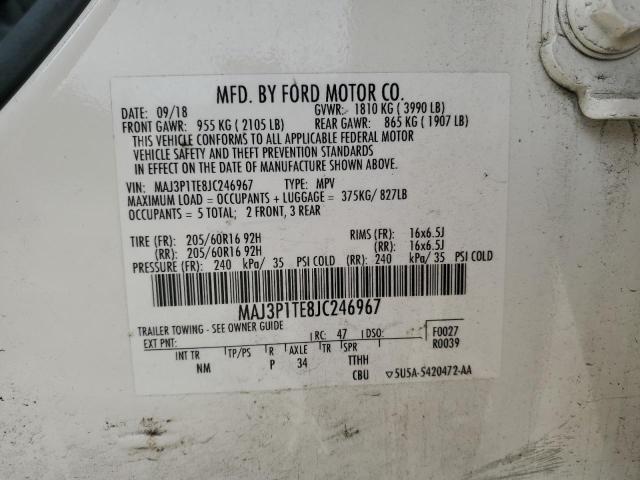 MFD. BY FORD MOTOR CO.
DATE: 09/18 GVWR: 1810 KG ( 3990 LB)
FRONT GAWR: 955 KG ( 2105 LB) REAR GAWR: 865 KG ( 1907 LB)
THIS VEHICLE CONFORMS TO ALL APPLICABLE FEDERAL MOTOR
VEHICLE SAFETY AND THEFT PREVENTION STANDARDS
IN EFFECT ON THE DATE OF MANUFACTURE SHOWN ABOVE.
VIN: MAJ3P1TE8JC246967 TYPE: MPV
MAXIMUM LOAD = OCCUPANTS + LUGGAGE = 375KG/ 827LB
OCCUPANTS = 5 TOTAL; 2 FRONT, 3 REAR
TIRE (FR): 205/60R16 92H RIMS (FR): 16x6.5J
(RR): 205/60R16 92H (RR): 16x6.5J
PRESSURE (FR): 240 kPa/ 35 PSI COLD (RR): 240 kPa/ 35 PSI COLD
MAJ3P1TE8JC246967
TRAILER TOWING - SEE OWNER GUIDE
EXT PNT: RC: 47 DSO: F0027
R0039
INT TR TP/PS R AXLE TR SPR TTHH
NM P 34 CBU ▽5U5A-5420472-AA